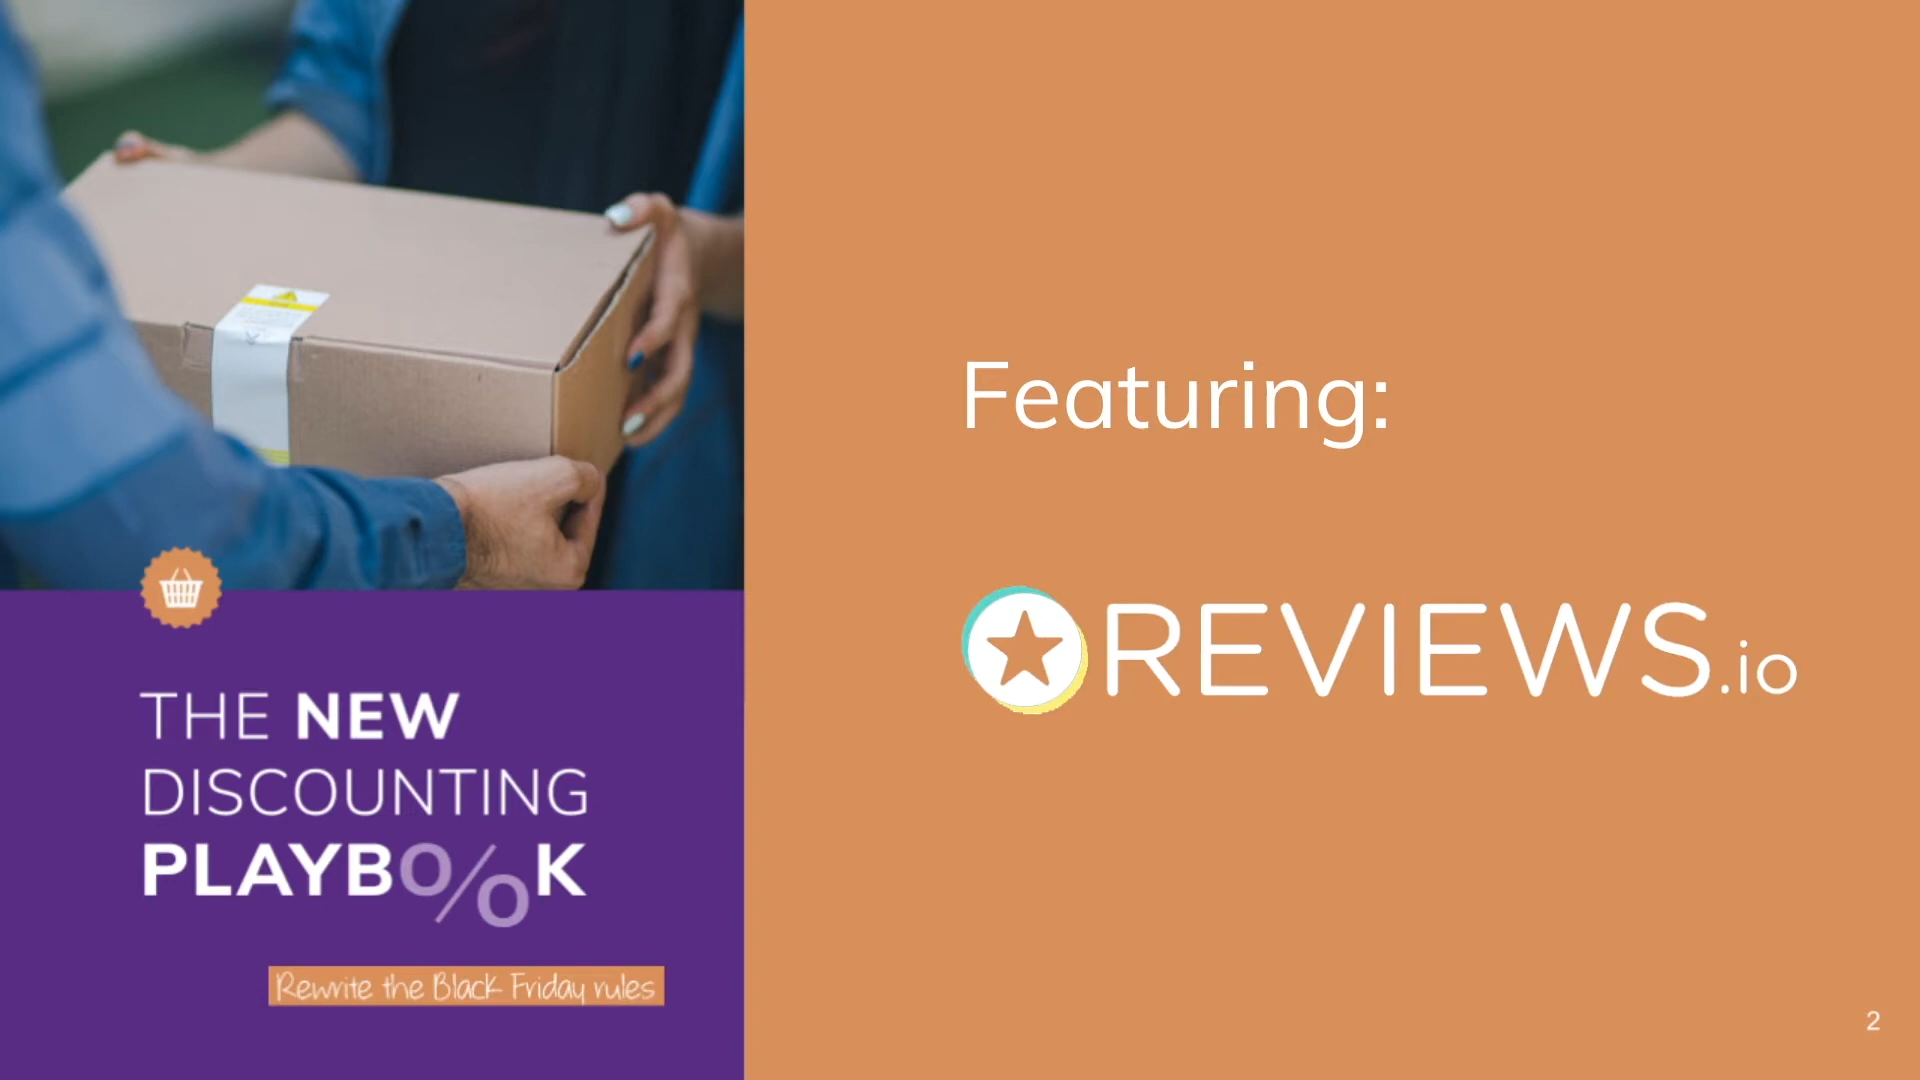 THE NEW
DISCOUNTING
PLAYBO%K
Rewrite the Black Friday rules
Featuring:
REVIEWS.io
2